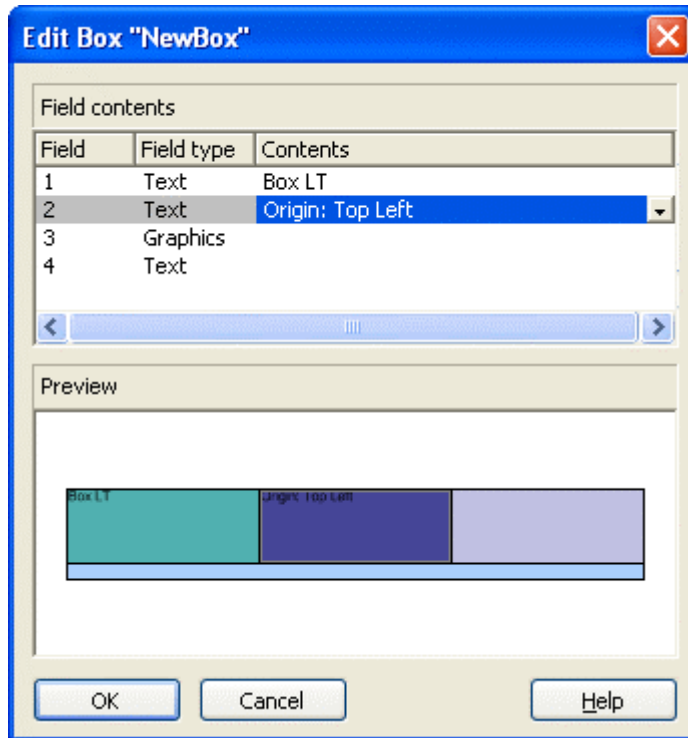 Edit Box "NewBox"
Field contents
Field Field type Contents
1 Text Box LT
2 Text Origin: Top Left
3 Graphics
4 Text
Preview
Box LT Origin: Top Left
OK Cancel Help